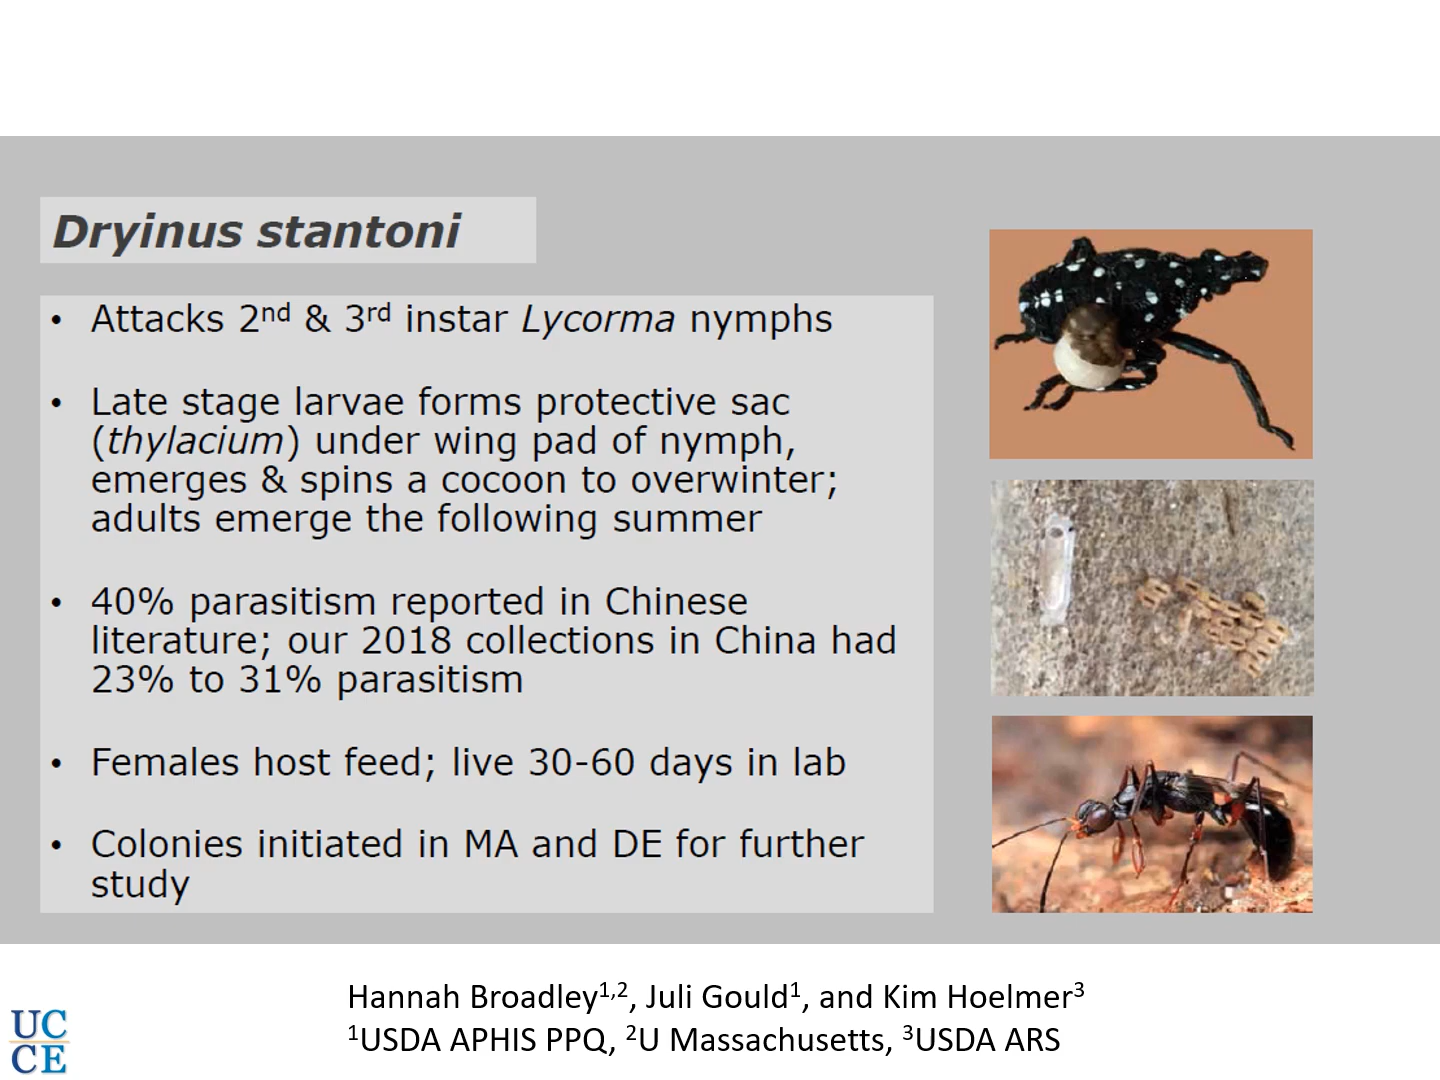 Dryinus stantoni
• Attacks 2nd & 3rd instar Lycorma nymphs
• Late stage larvae forms protective sac
(thylacium) under wing pad of nymph,
emerges & spins a cocoon to overwinter;
adults emerge the following summer
• 40% parasitism reported in Chinese
literature; our 2018 collections in China had
23% to 31% parasitism
• Females host feed; live 30-60 days in lab
• Colonies initiated in MA and DE for further
study
Hannah Broadley1,2, Juli Gould1, and Kim Hoelmer3
1USDA APHIS PPQ, 2U Massachusetts, 3USDA ARS
UC
CE